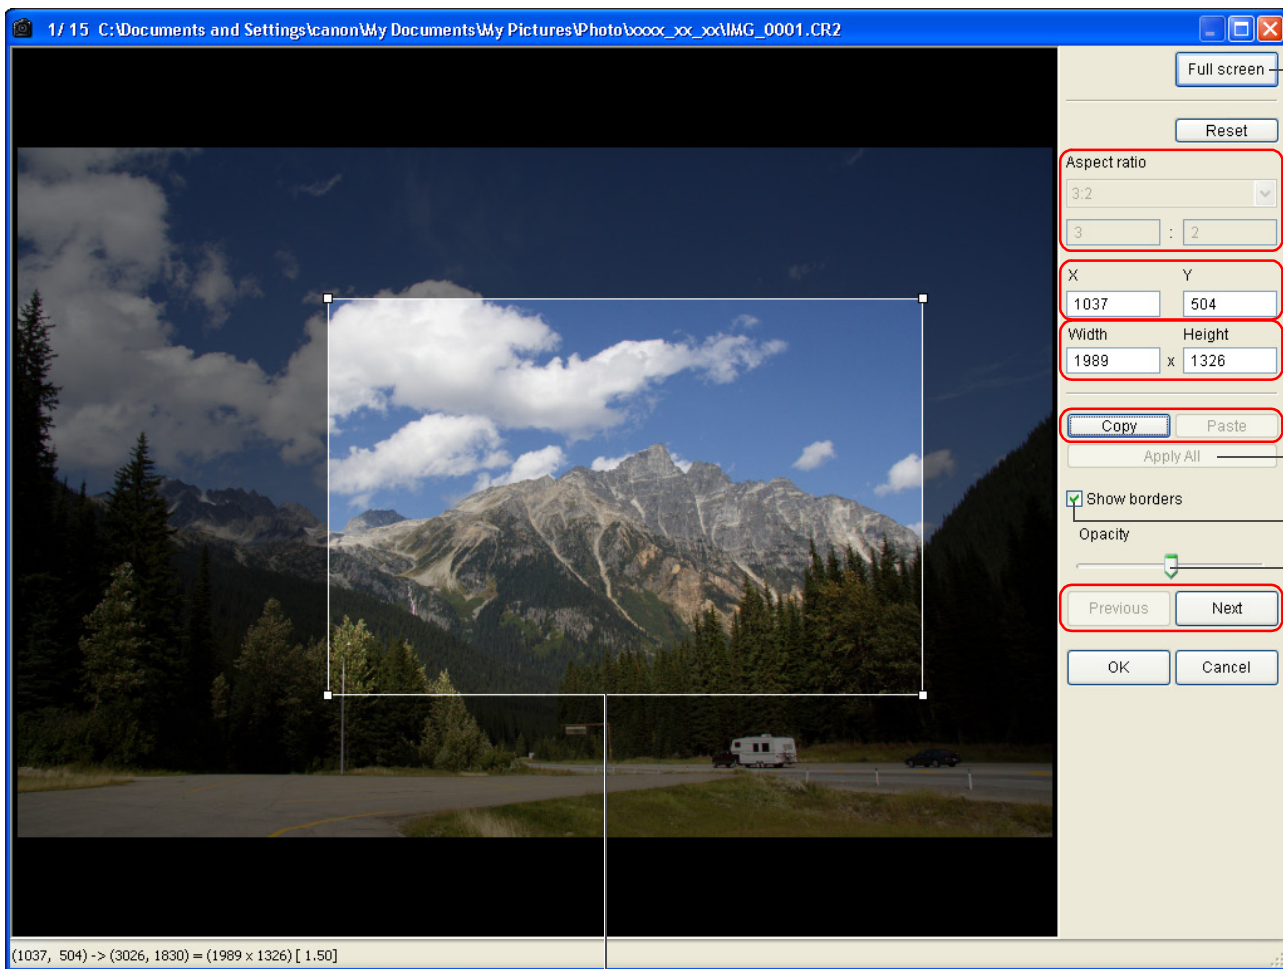 1/ 15 C:\Documents and Settings\canon\My Documents\My Pictures\Photo\xxxx_xx_xx\IMG_0001.CR2
Full screen
Reset
Aspect ratio
3:2
3 : 2
X Y
1037 504
Width Height
1989 x 1326
Copy Paste
Apply All
Show borders
Opacity
Previous Next
OK Cancel
(1037, 504) -> (3026, 1830) = (1989 x 1326) [ 1.50]